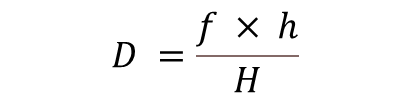 D = f × h / H